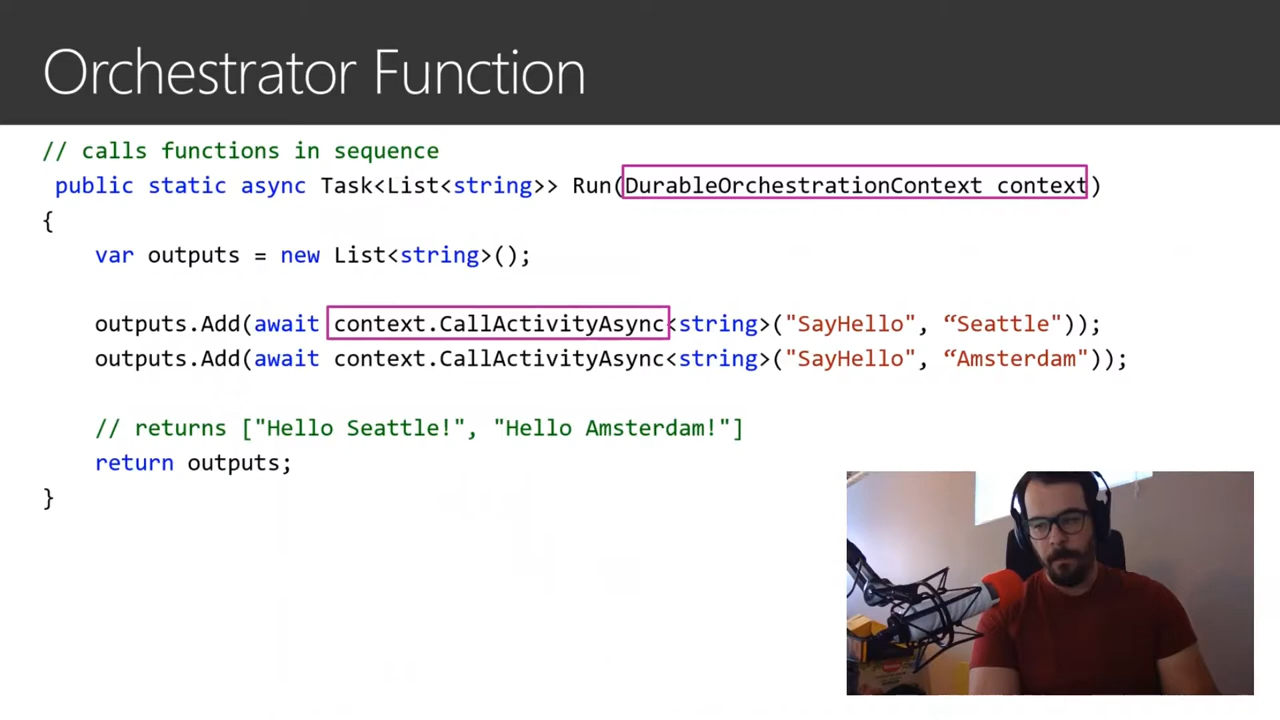 Orchestrator Function
// calls functions in sequence
public static async Task<List<string>> Run(DurableOrchestrationContext context)
{
var outputs = new List<string>();
outputs.Add(await context.CallActivityAsync<string>("SayHello", “Seattle"));
outputs.Add(await context.CallActivityAsync<string>("SayHello", “Amsterdam"));
// returns ["Hello Seattle!", "Hello Amsterdam!"]
return outputs;
}